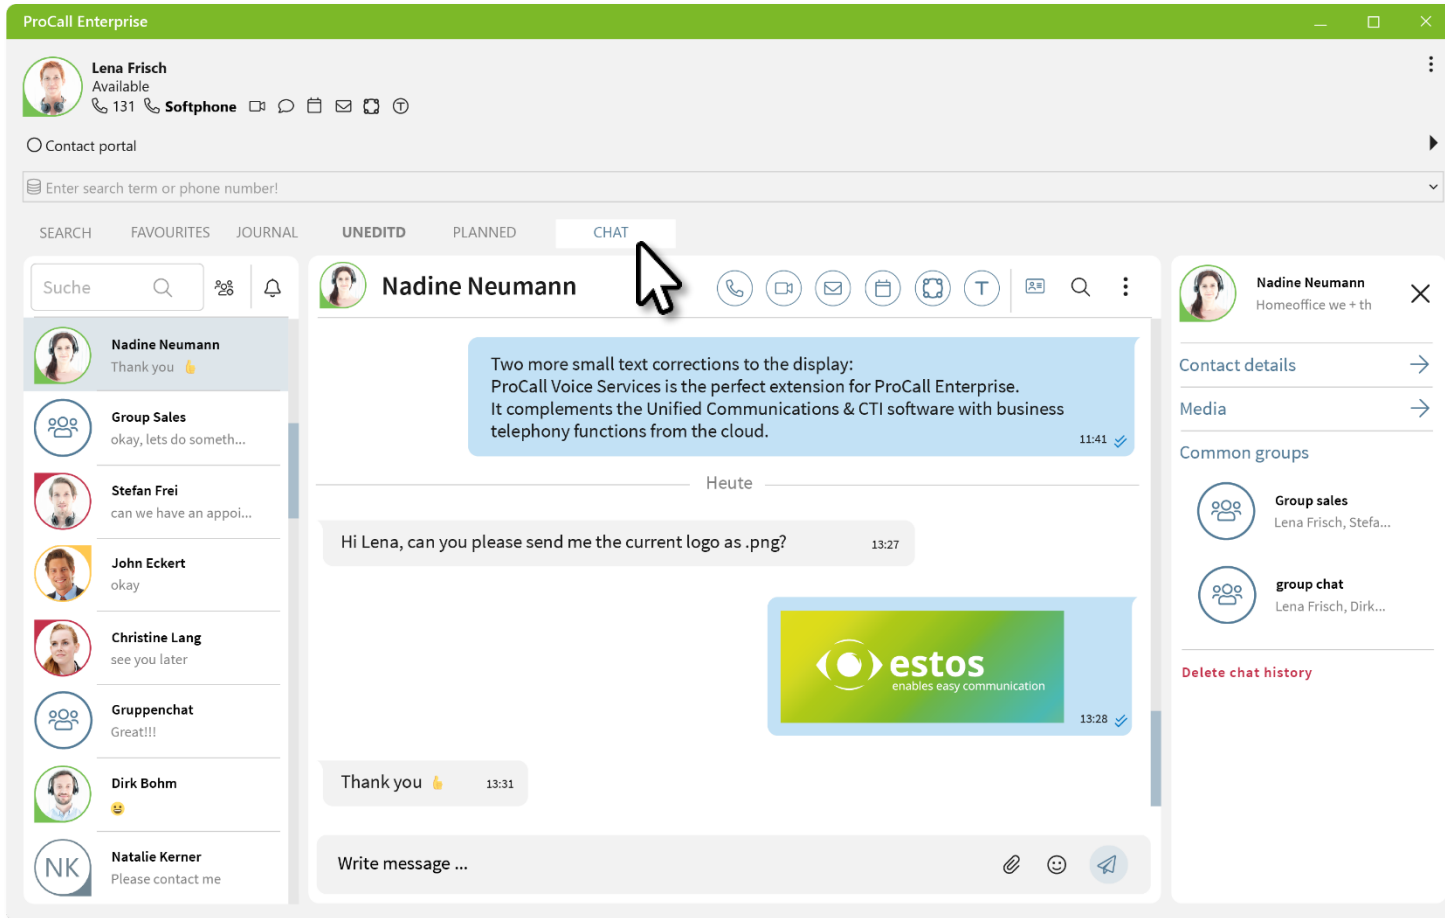 ProCall Enterprise
Lena Frisch
Available
131 Softphone
Contact portal
Enter search term or phone number!
SEARCH FAVOURITES JOURNAL UNEDITD PLANNED CHAT
Suche
Nadine Neumann
Thank you
Group Sales
okay, lets do someth...
Stefan Frei
can we have an appoi...
John Eckert
okay
Christine Lang
see you later
Gruppenchat
Great!!!
Dirk Bohm
NK
Natalie Kerner
Please contact me
Nadine Neumann
T
Two more small text corrections to the display:
ProCall Voice Services is the perfect extension for ProCall Enterprise.
It complements the Unified Communications & CTI software with business
telephony functions from the cloud.
11:41
Heute
Hi Lena, can you please send me the current logo as .png? 13:27
estos
enables easy communication
13:28
Thank you 13:31
Write message ...
Nadine Neumann
Homeoffice we + th
Contact details
Media
Common groups
Group sales
Lena Frisch, Stefa...
group chat
Lena Frisch, Dirk...
Delete chat history